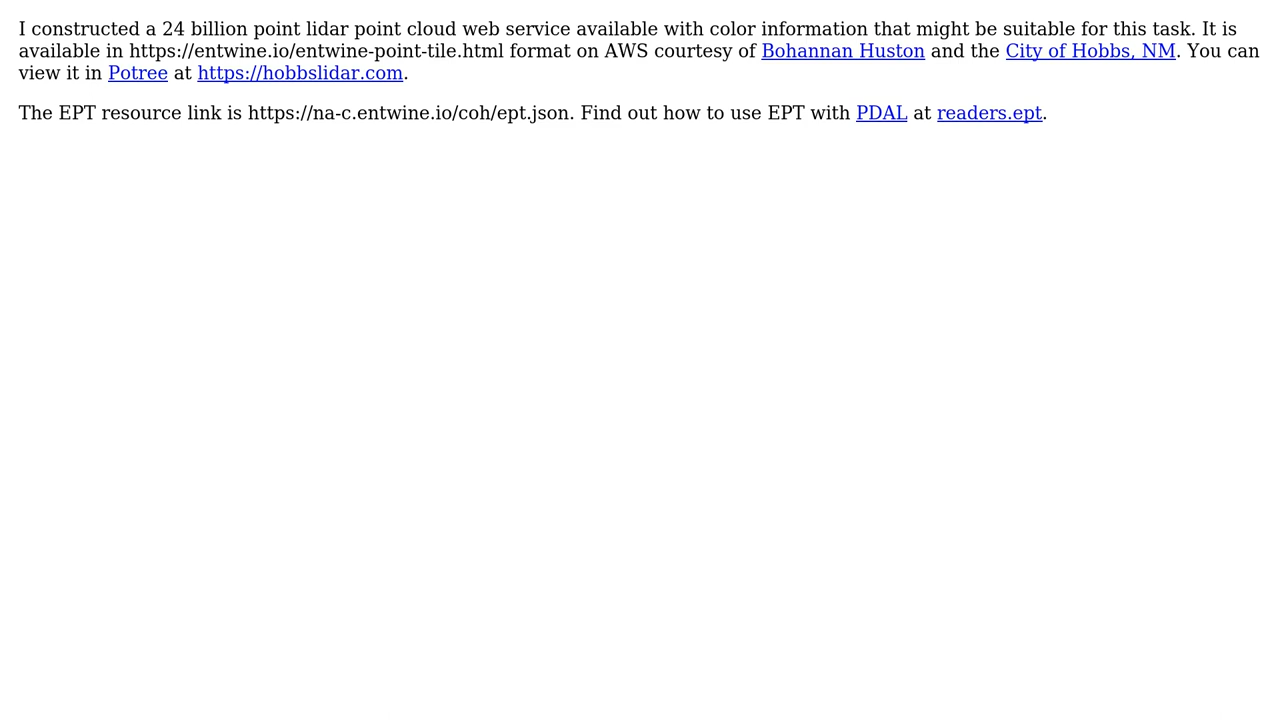 I constructed a 24 billion point lidar point cloud web service available with color information that might be suitable for this task. It is
available in https://entwine.io/entwine-point-tile.html format on AWS courtesy of Bohannan Huston and the City of Hobbs, NM. You can
view it in Potree at https://hobbslidar.com.
The EPT resource link is https://na-c.entwine.io/coh/ept.json. Find out how to use EPT with PDAL at readers.ept.